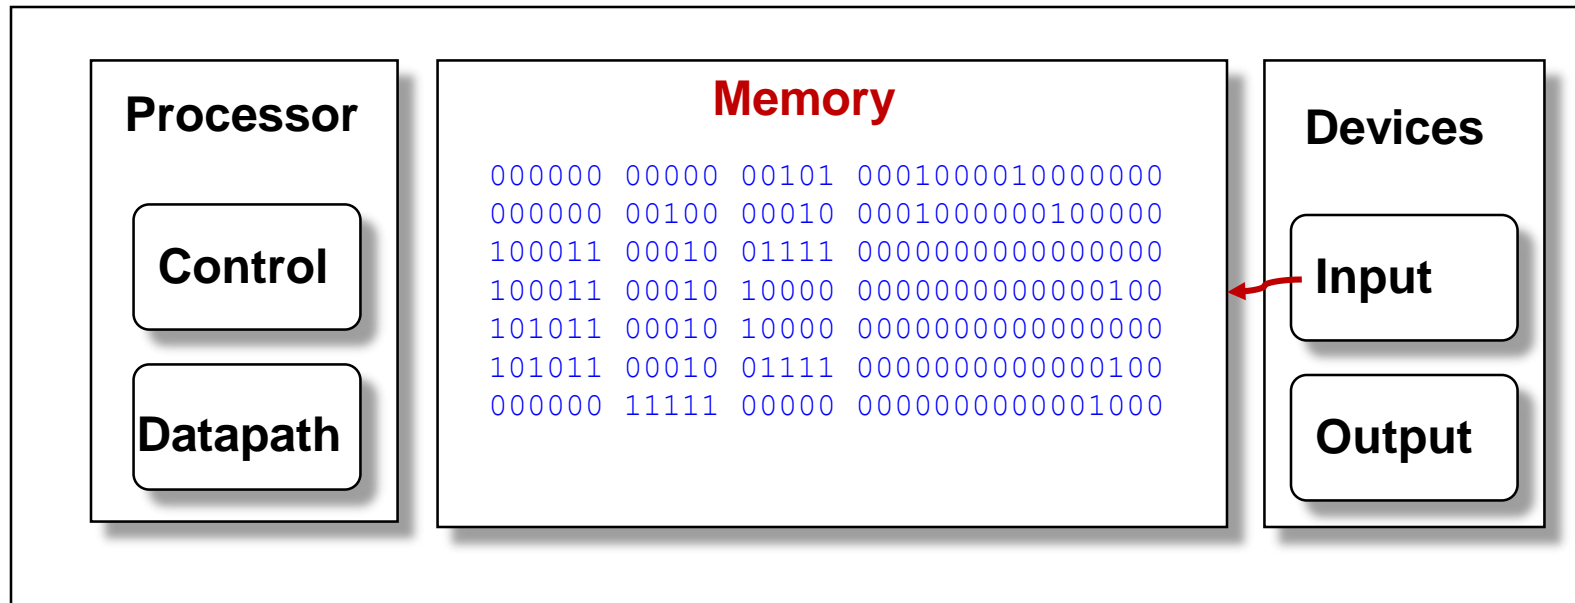 Processor
Control
Datapath
Memory
000000 00000 00101 0001000010000000
000000 00100 00010 0001000000100000
100011 00010 01111 0000000000000000
100011 00010 10000 0000000000000100
101011 00010 10000 0000000000000000
101011 00010 01111 0000000000000100
000000 11111 00000 0000000000001000
Devices
Input
Output